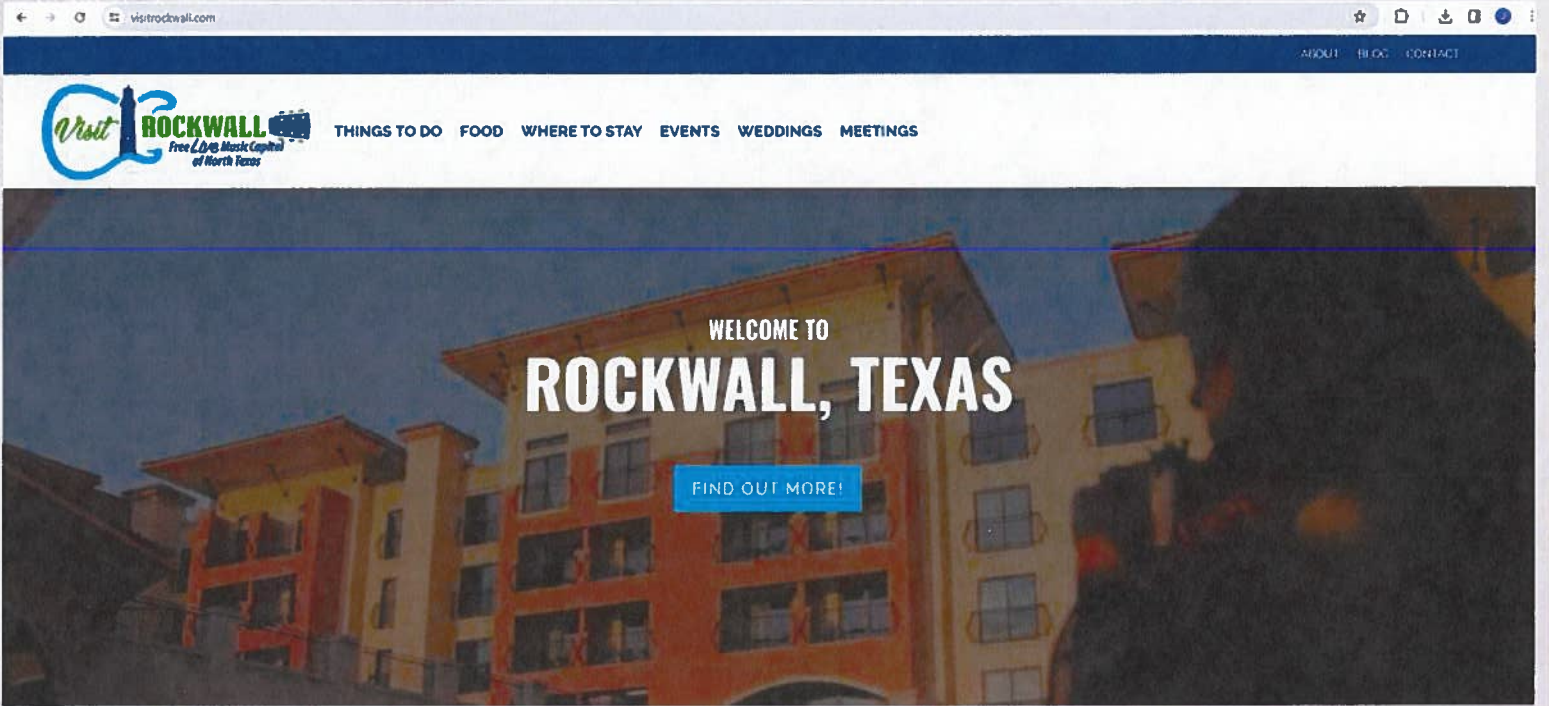 visitrockwall.com
ABOUT BLOG CONTACT
Visit ROCKWALL
Free LIVE Music Capital
of North Texas
THINGS TO DO FOOD WHERE TO STAY EVENTS WEDDINGS MEETINGS
WELCOME TO
ROCKWALL, TEXAS
FIND OUT MORE!